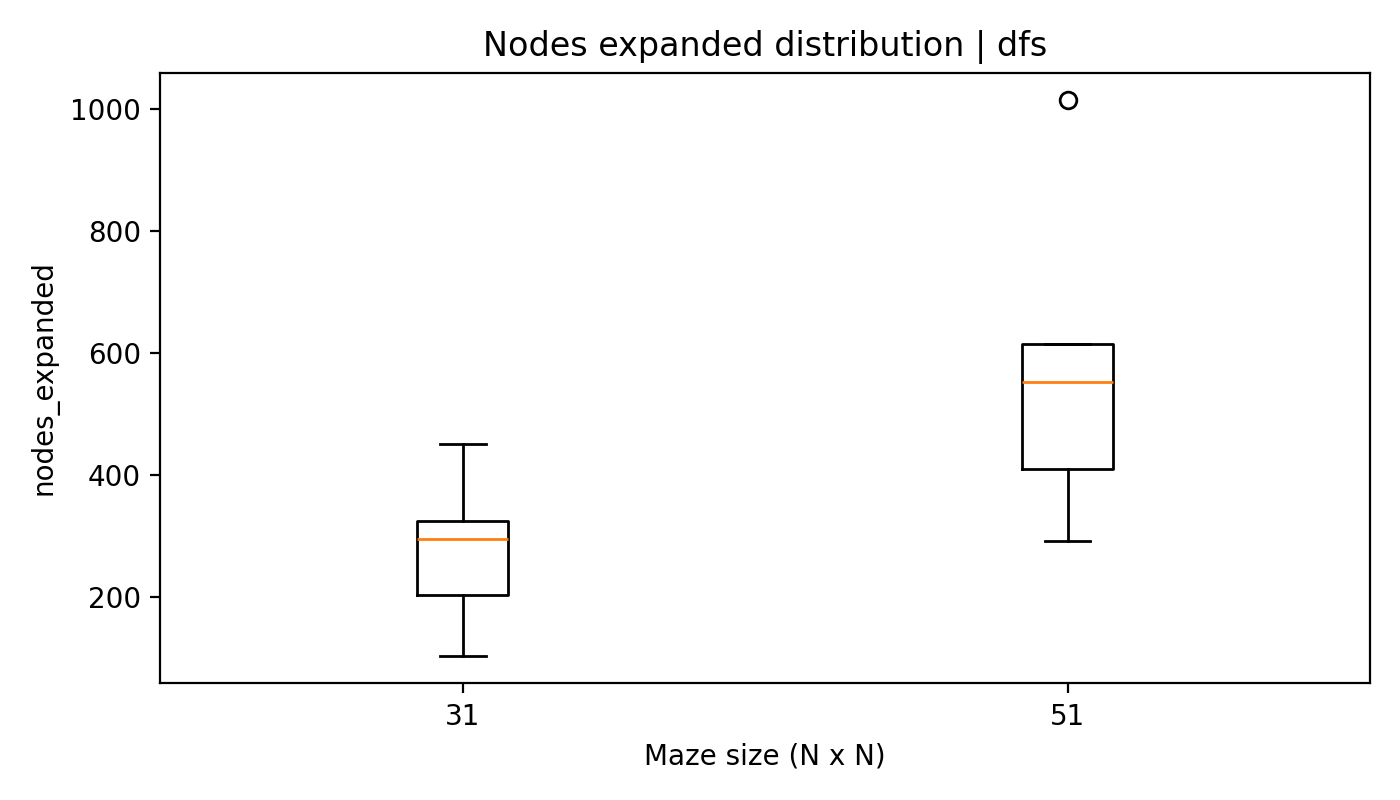 Nodes expanded distribution | dfs
1000
800
600
400
200
nodes_expanded
31
51
Maze size (N x N)